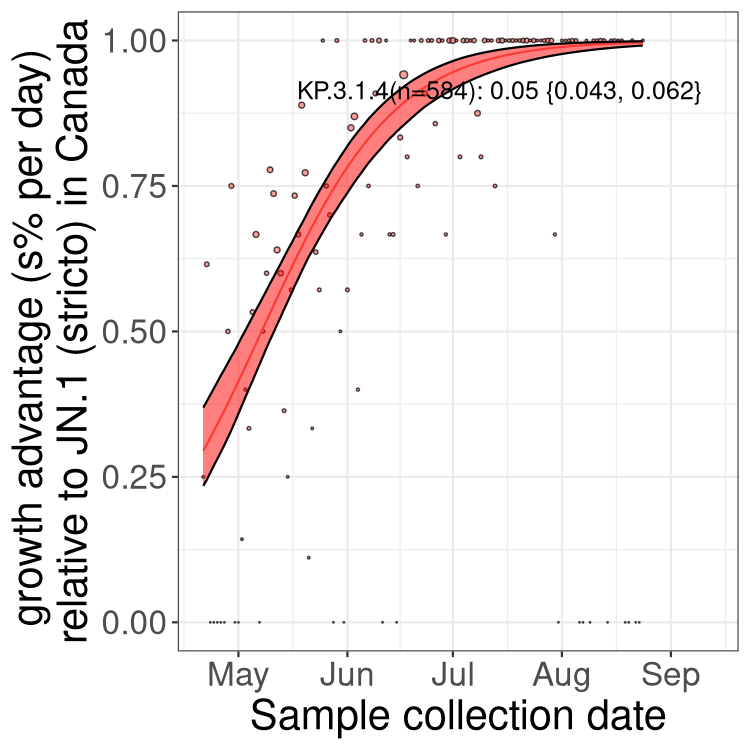 growth advantage (s% per day)
relative to JN.1 (stricto) in Canada
1.00
0.75
0.50
0.25
0.00
KP.3.1.4(n=584): 0.05 {0.043, 0.062}
May Jun Jul Aug Sep
Sample collection date